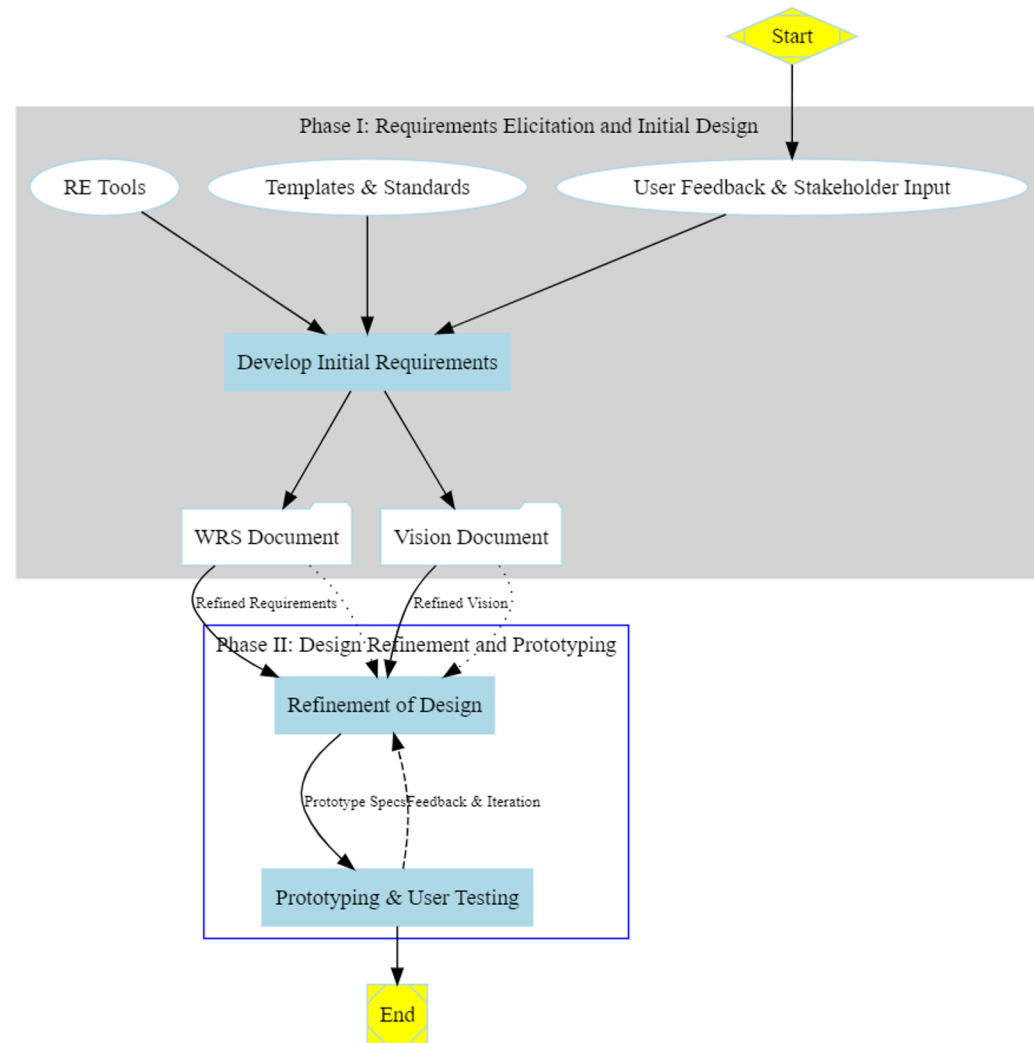 Start
Phase I: Requirements Elicitation and Initial Design
RE Tools
Templates & Standards
User Feedback & Stakeholder Input
Develop Initial Requirements
WRS Document
Vision Document
Refined Requirements
Refined Vision
Phase II: Design Refinement and Prototyping
Refinement of Design
Prototype Specs
Feedback & Iteration
Prototyping & User Testing
End